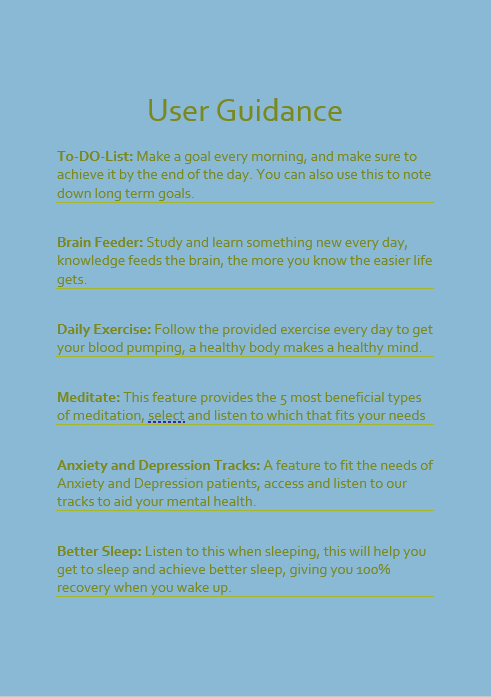 User Guidance
To-DO-List: Make a goal every morning, and make sure to
achieve it by the end of the day. You can also use this to note
down long term goals.
Brain Feeder: Study and learn something new every day,
knowledge feeds the brain, the more you know the easier life
gets.
Daily Exercise: Follow the provided exercise every day to get
your blood pumping, a healthy body makes a healthy mind.
Meditate: This feature provides the 5 most beneficial types
of meditation, select and listen to which that fits your needs
Anxiety and Depression Tracks: A feature to fit the needs of
Anxiety and Depression patients, access and listen to our
tracks to aid your mental health.
Better Sleep: Listen to this when sleeping, this will help you
get to sleep and achieve better sleep, giving you 100%
recovery when you wake up.